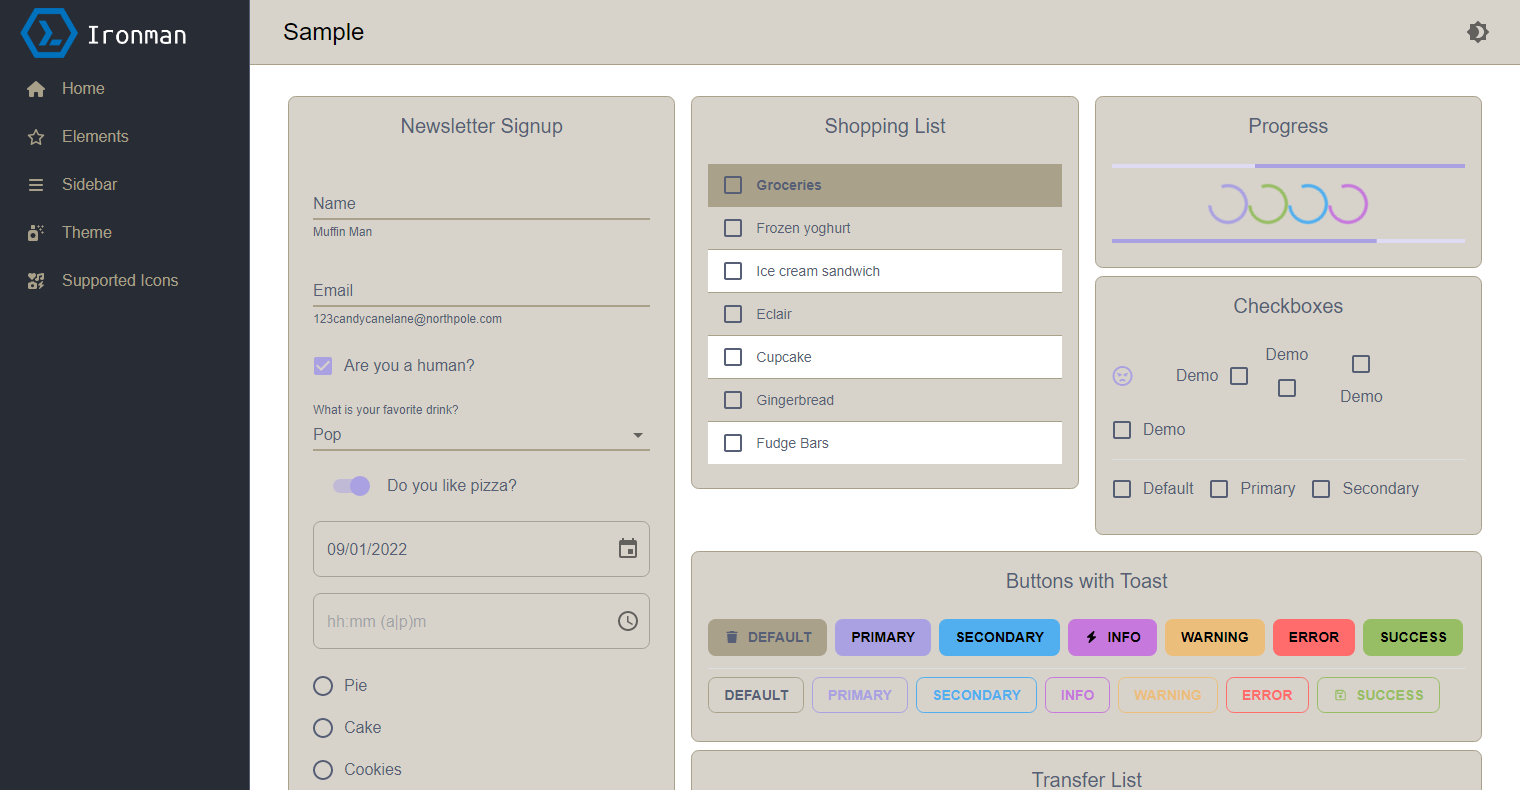 Ironman
Home
Elements
Sidebar
Theme
Supported Icons
Sample
Newsletter Signup
Name
Muffin Man
Email
123candycanelane@northpole.com
Are you a human?
What is your favorite drink?
Pop
Do you like pizza?
09/01/2022
hh:mm (a|p)m
Pie
Cake
Cookies
Shopping List
Groceries
Frozen yoghurt
Ice cream sandwich
Eclair
Cupcake
Gingerbread
Fudge Bars
Progress
Checkboxes
Demo
Demo
Demo
Demo
Default Primary Secondary
Buttons with Toast
DEFAULT PRIMARY SECONDARY INFO WARNING ERROR SUCCESS
DEFAULT PRIMARY SECONDARY INFO WARNING ERROR SUCCESS
Transfer List